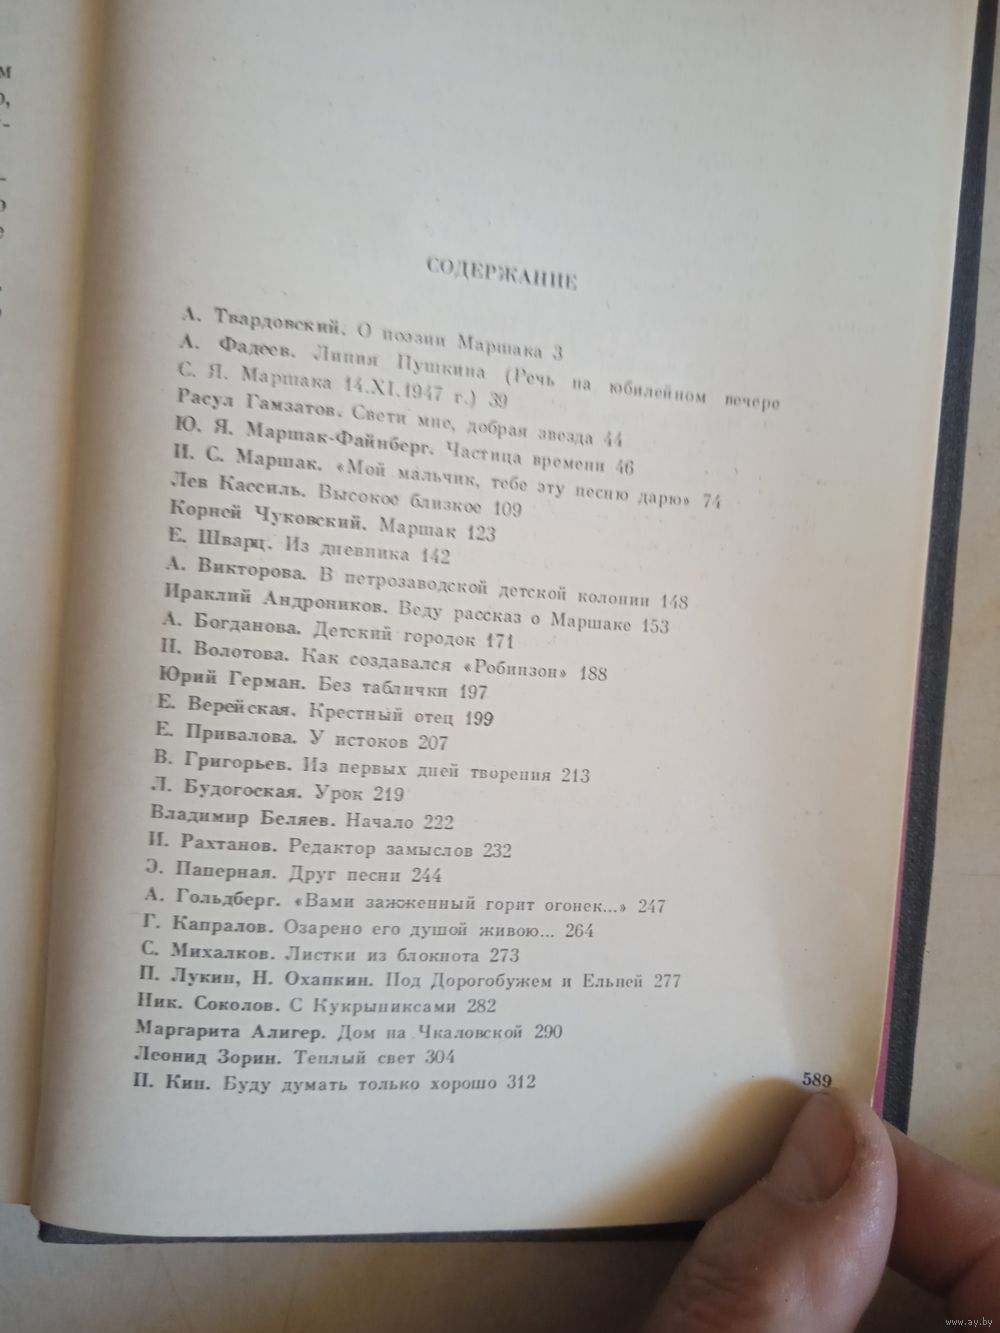 СОДЕРЖАНИЕ
А. Твардовский. О поэзии Маршака 3
А. Фадеев. Линия Пушкина (Речь на юбилейном вечере
С. Я. Маршака 14.XI.1947 г.) 39
Расул Гамзатов. Свети мне, добрая звезда 44
Ю. Я. Маршак-Файнберг. Частица времени 46
И. С. Маршак. «Мой мальчик, тебе эту песню дарю» 74
Лев Кассиль. Высокое близкое 109
Корней Чуковский. Маршак 123
Е. Шварц. Из дневника 142
А. Викторова. В петрозаводской детской колонии 148
Ираклий Андроников. Веду рассказ о Маршаке 153
А. Богданова. Детский городок 171
Н. Волотова. Как создавался «Робинзон» 188
Юрий Герман. Без таблички 197
Е. Верейская. Крестный отец 199
Е. Привалова. У истоков 207
В. Григорьев. Из первых дней творения 213
Л. Будогоская. Урок 219
Владимир Беляев. Начало 222
И. Рахтанов. Редактор замыслов 232
Э. Паперная. Друг песни 244
А. Гольдберг. «Вами зажженный горит огонек...» 247
Г. Капралов. Озарено его душой живою... 264
С. Михалков. Листки из блокнота 273
П. Лукин, Н. Охапкин. Под Дорогобужем и Ельней 277
Ник. Соколов. С Кукрыниксами 282
Маргарита Алигер. Дом на Чкаловской 290
Леонид Зорин. Теплый свет 304
П. Кин. Буду думать только хорошо 312
589
www.ay.by